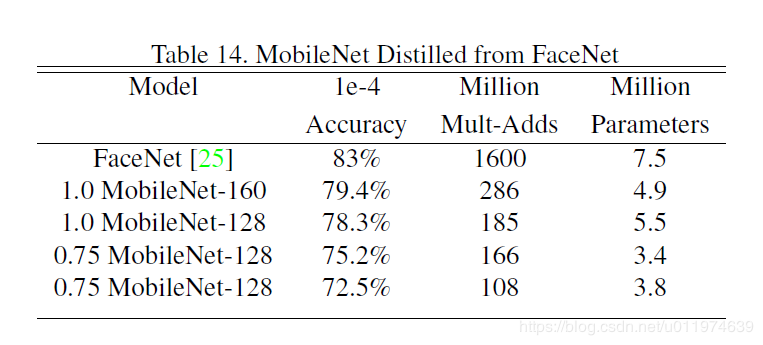 Table 14. MobileNet Distilled from FaceNet
Model 1e-4 Million Million
Accuracy Mult-Adds Parameters
FaceNet [25] 83% 1600 7.5
1.0 MobileNet-160 79.4% 286 4.9
1.0 MobileNet-128 78.3% 185 5.5
0.75 MobileNet-128 75.2% 166 3.4
0.75 MobileNet-128 72.5% 108 3.8
https://blog.csdn.net/u011974639